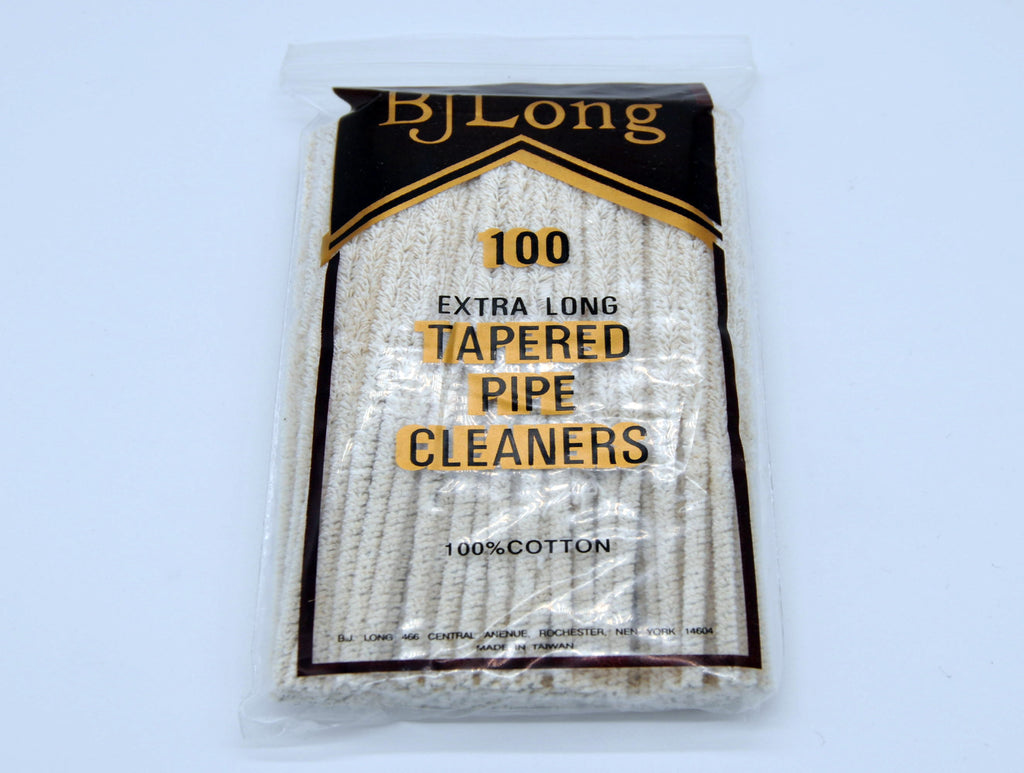 BJLong
100
EXTRA LONG
TAPERED
PIPE
CLEANERS
100%COTTON
B.J. LONG 466 CENTRAL AVENUE, ROCHESTER, NEN YORK 14604
MADE IN TAIWAN